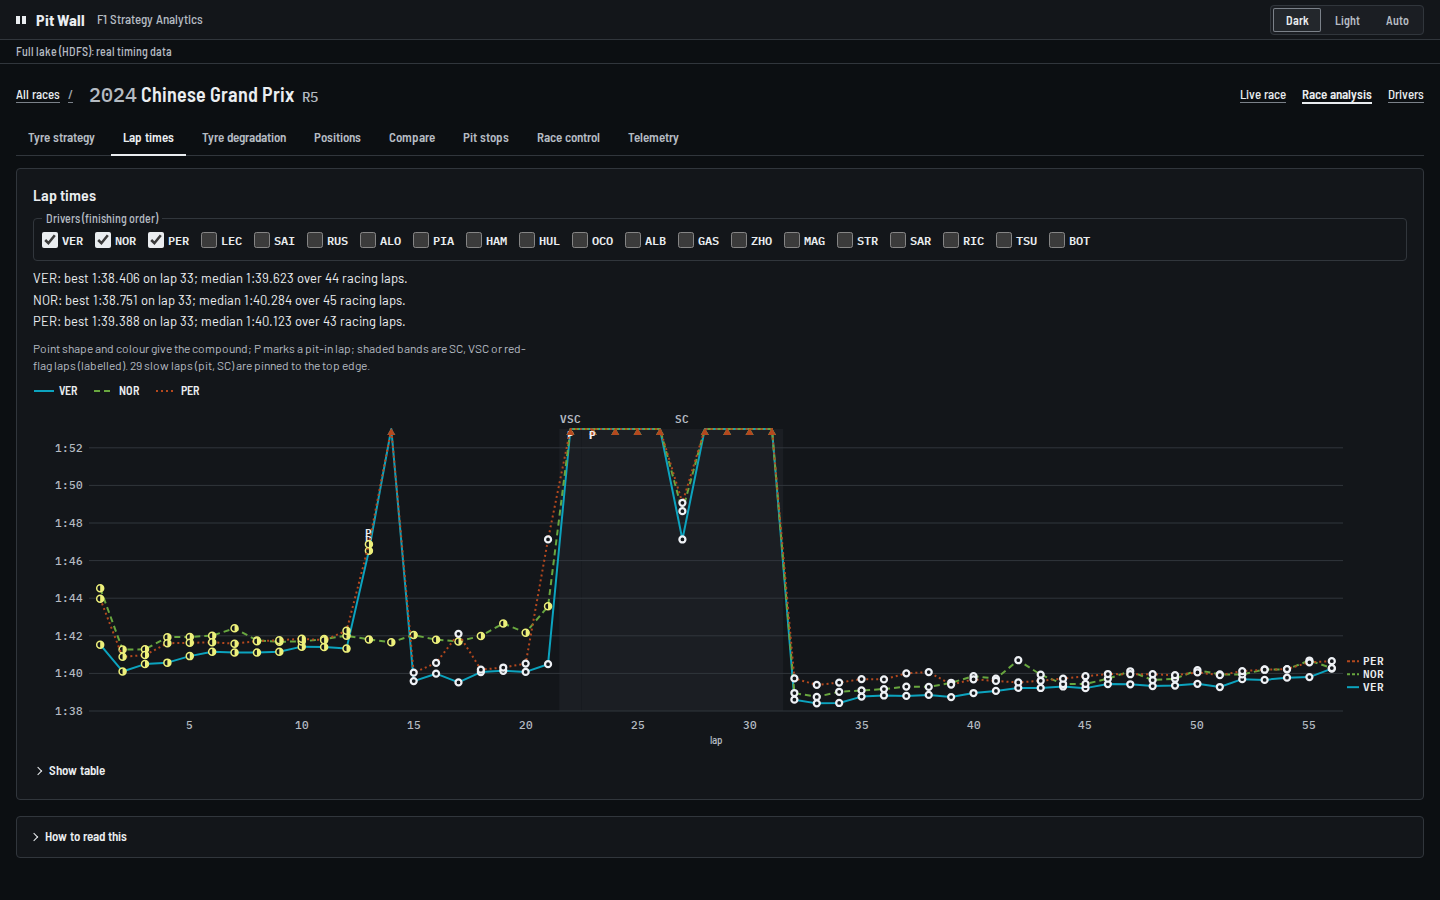 Pit Wall F1 Strategy Analytics Dark Light Auto
Full lake (HDFS): real timing data
All races / 2024 Chinese Grand Prix R5 Live race Race analysis Drivers
Tyre strategy Lap times Tyre degradation Positions Compare Pit stops Race control Telemetry
Lap times
Drivers (finishing order)
VER NOR PER LEC SAI RUS ALO PIA HAM HUL OCO ALB GAS ZHO MAG STR SAR RIC TSU BOT
VER: best 1:38.406 on lap 33; median 1:39.623 over 44 racing laps.
NOR: best 1:38.751 on lap 33; median 1:40.284 over 45 racing laps.
PER: best 1:39.388 on lap 33; median 1:40.123 over 43 racing laps.
Point shape and colour give the compound; P marks a pit-in lap; shaded bands are SC, VSC or red-
flag laps (labelled). 29 slow laps (pit, SC) are pinned to the top edge.
VER NOR PER
VSC SC
P
1:52
1:50
1:48
P
1:46
1:44
1:42
1:40
1:38
PER
NOR
VER
5 10 15 20 25 30 35 40 45 50 55
lap
Show table
How to read this